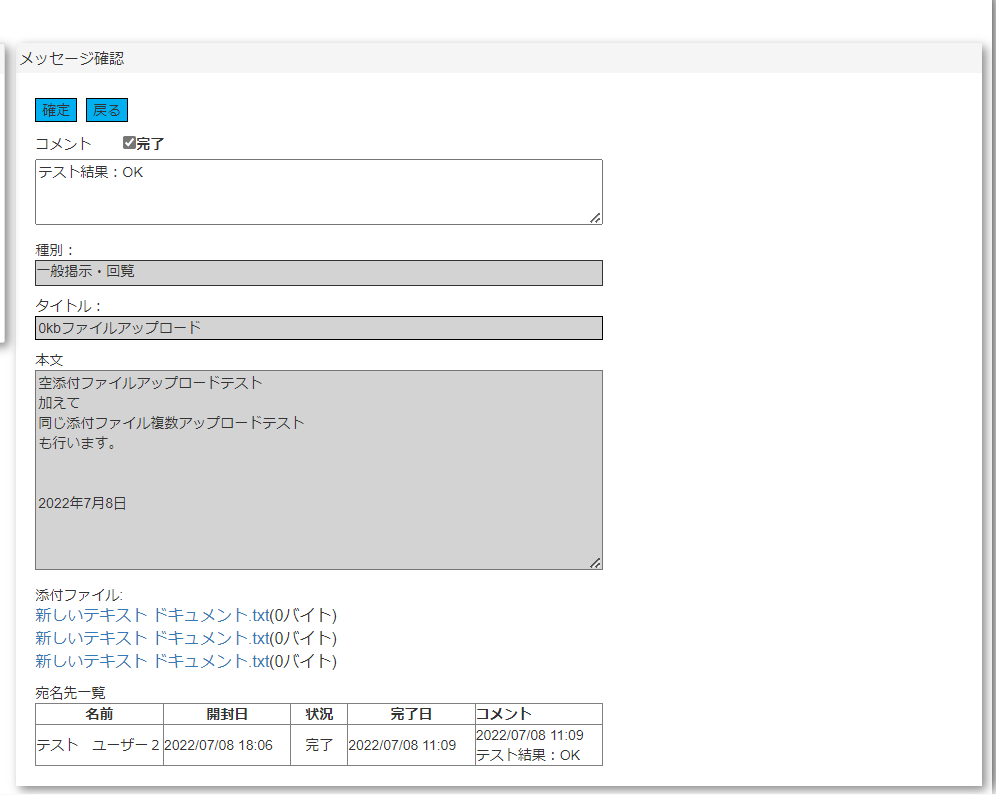 メッセージ確認
確定 戻る
コメント 完了
テスト結果：OK
種別：
一般掲示・回覧
タイトル：
0kbファイルアップロード
本文
空添付ファイルアップロードテスト
加えて
同じ添付ファイル複数アップロードテスト
も行います。
2022年7月8日
添付ファイル:
新しいテキスト ドキュメント.txt(0バイト)
新しいテキスト ドキュメント.txt(0バイト)
新しいテキスト ドキュメント.txt(0バイト)
宛名先一覧
名前 開封日 状況 完了日 コメント
テスト　ユーザー２ 2022/07/08 18:06 完了 2022/07/08 11:09 2022/07/08 11:09
テスト結果：OK